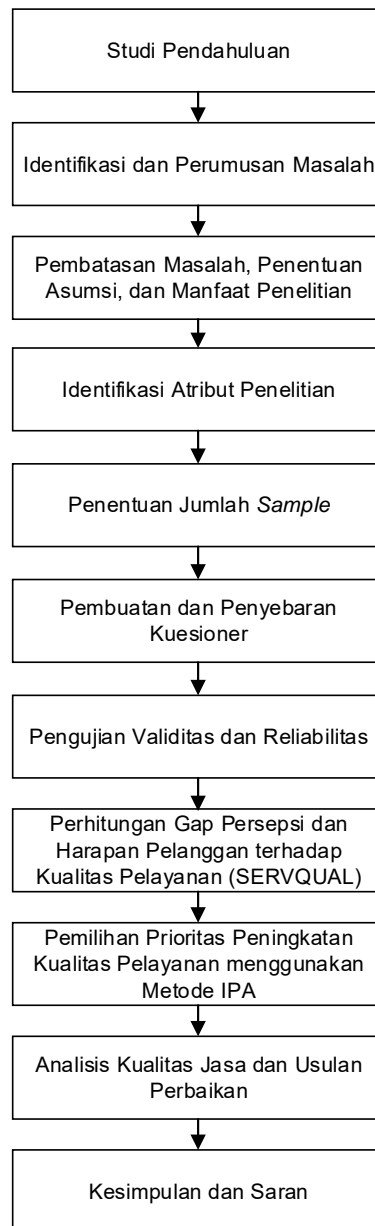 Studi Pendahuluan
Identifikasi dan Perumusan Masalah
Pembatasan Masalah, Penentuan
Asumsi, dan Manfaat Penelitian
Identifikasi Atribut Penelitian
Penentuan Jumlah Sample
Pembuatan dan Penyebaran
Kuesioner
Pengujian Validitas dan Reliabilitas
Perhitungan Gap Persepsi dan
Harapan Pelanggan terhadap
Kualitas Pelayanan (SERVQUAL)
Pemilihan Prioritas Peningkatan
Kualitas Pelayanan menggunakan
Metode IPA
Analisis Kualitas Jasa dan Usulan
Perbaikan
Kesimpulan dan Saran